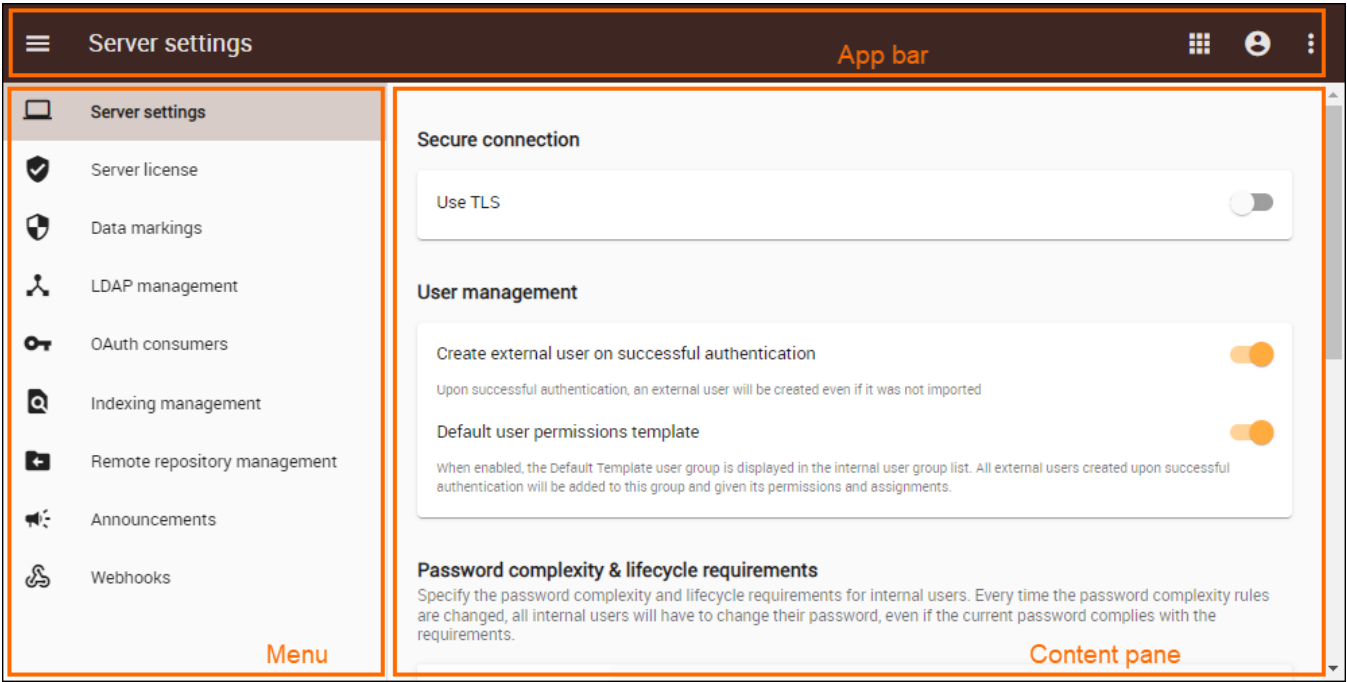 Server settings
App bar
Server settings
Server license
Data markings
LDAP management
OAuth consumers
Indexing management
Remote repository management
Announcements
Webhooks
Menu
Secure connection
Use TLS
User management
Create external user on successful authentication
Upon successful authentication, an external user will be created even if it was not imported
Default user permissions template
When enabled, the Default Template user group is displayed in the internal user group list. All external users created upon successful
authentication will be added to this group and given its permissions and assignments.
Password complexity & lifecycle requirements
Specify the password complexity and lifecycle requirements for internal users. Every time the password complexity rules
are changed, all internal users will have to change their password, even if the current password complies with the
requirements.
Content pane